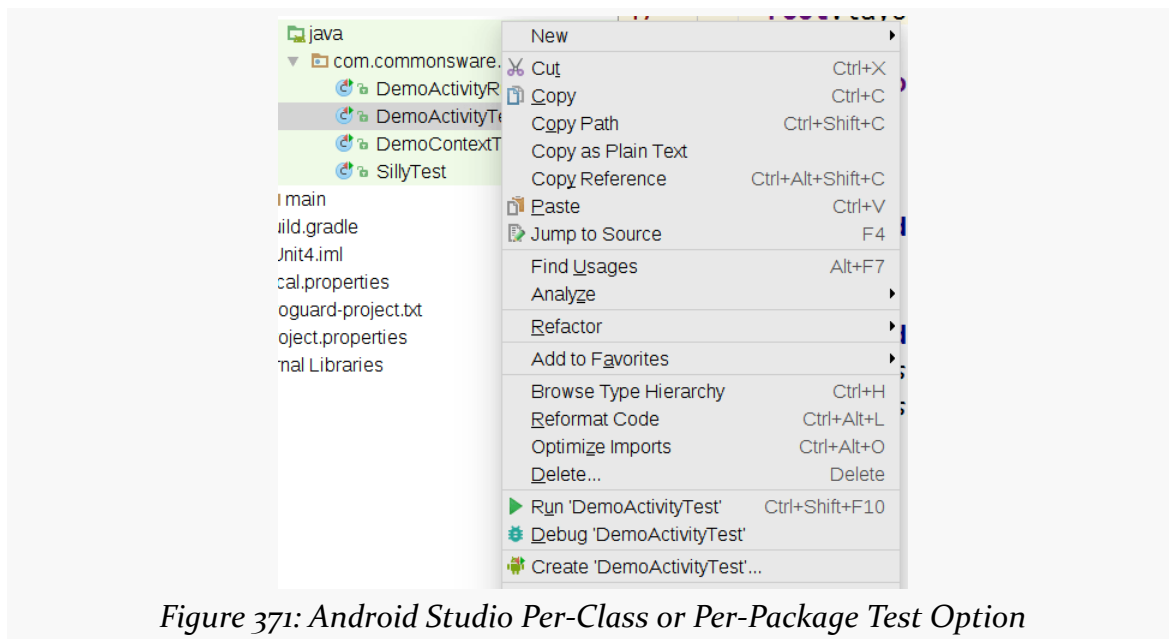 java
com.commonsware.
DemoActivityR
DemoActivityTe
DemoContextT
SillyTest
main
ild.gradle
Jnit4.iml
cal.properties
oguard-project.txt
oject.properties
nal Libraries
New
Cut Ctrl+X
Copy Ctrl+C
Copy Path Ctrl+Shift+C
Copy as Plain Text
Copy Reference Ctrl+Alt+Shift+C
Paste Ctrl+V
Jump to Source F4
Find Usages Alt+F7
Analyze
Refactor
Add to Favorites
Browse Type Hierarchy Ctrl+H
Reformat Code Ctrl+Alt+L
Optimize Imports Ctrl+Alt+O
Delete... Delete
Run 'DemoActivityTest' Ctrl+Shift+F10
Debug 'DemoActivityTest'
Create 'DemoActivityTest'...
Figure 371: Android Studio Per-Class or Per-Package Test Option